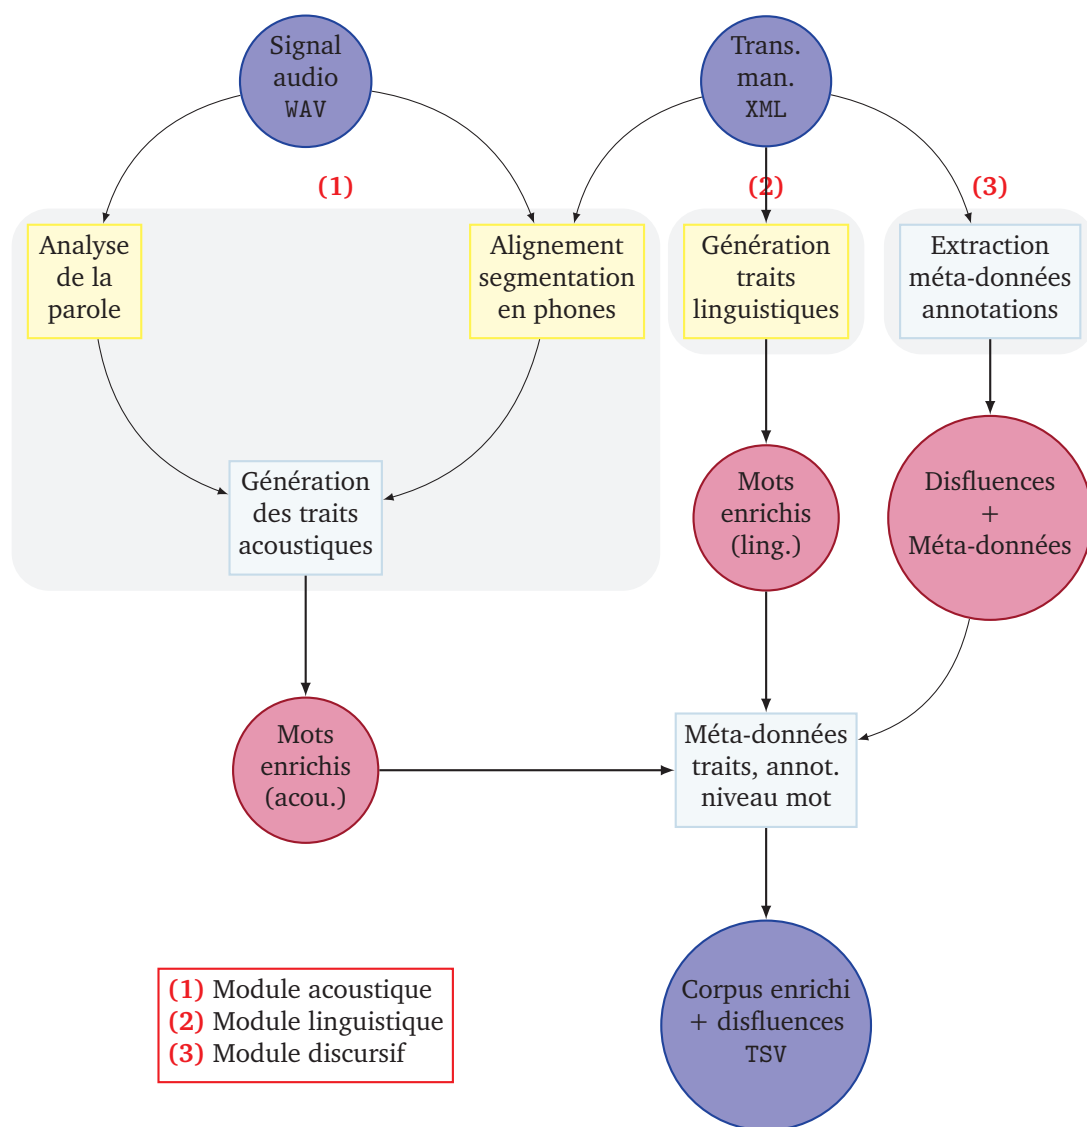 Signal
audio
WAV
Trans.
man.
XML
(1)
(2)
(3)
Analyse
de la
parole
Alignement
segmentation
en phones
Génération
traits
linguistiques
Extraction
méta-données
annotations
Génération
des traits
acoustiques
Mots
enrichis
(ling.)
Disfluences
+
Méta-données
Mots
enrichis
(acou.)
Méta-données
traits, annot.
niveau mot
Corpus enrichi
+ disfluences
TSV
(1) Module acoustique
(2) Module linguistique
(3) Module discursif